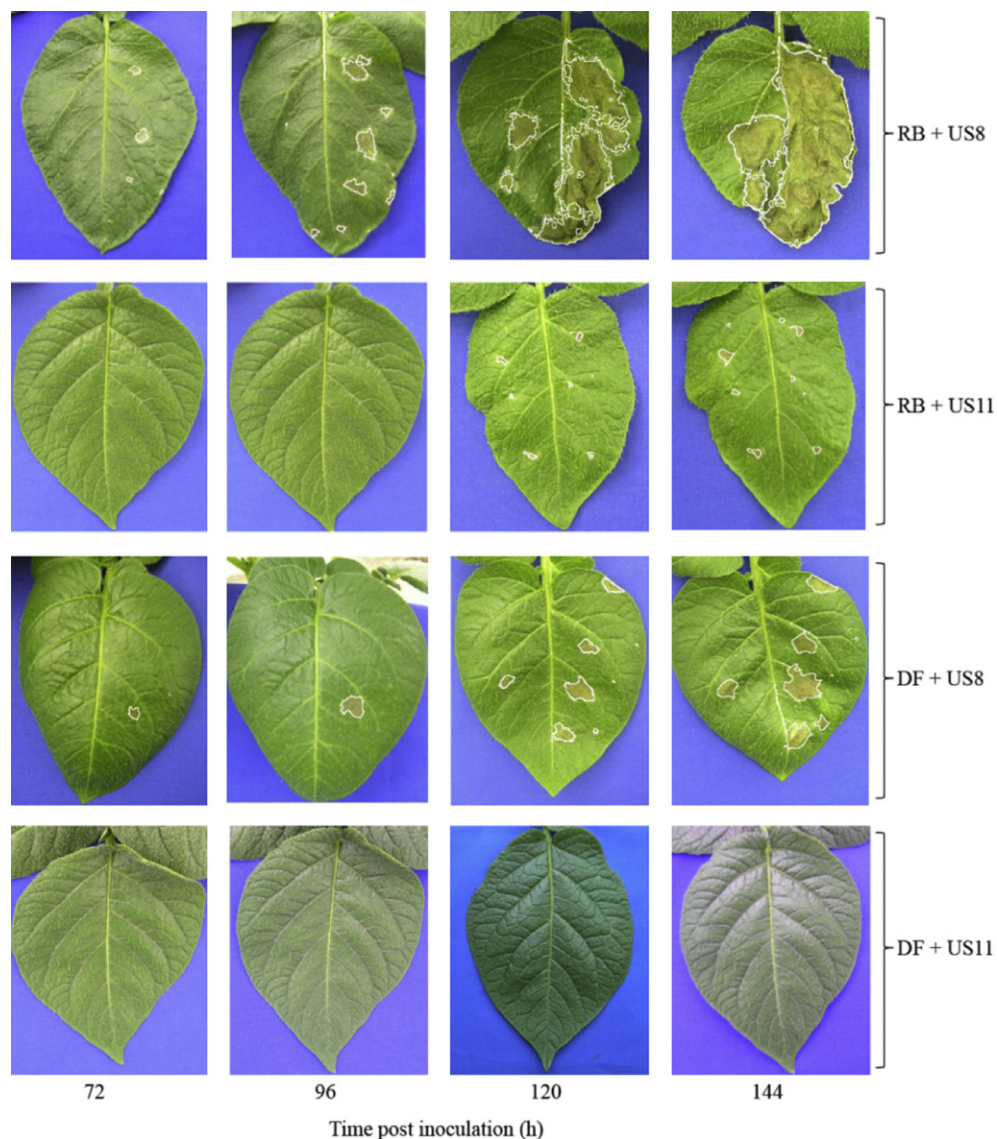 RB + US8
RB + US11
DF + US8
DF + US11
72 96 120 144
Time post inoculation (h)